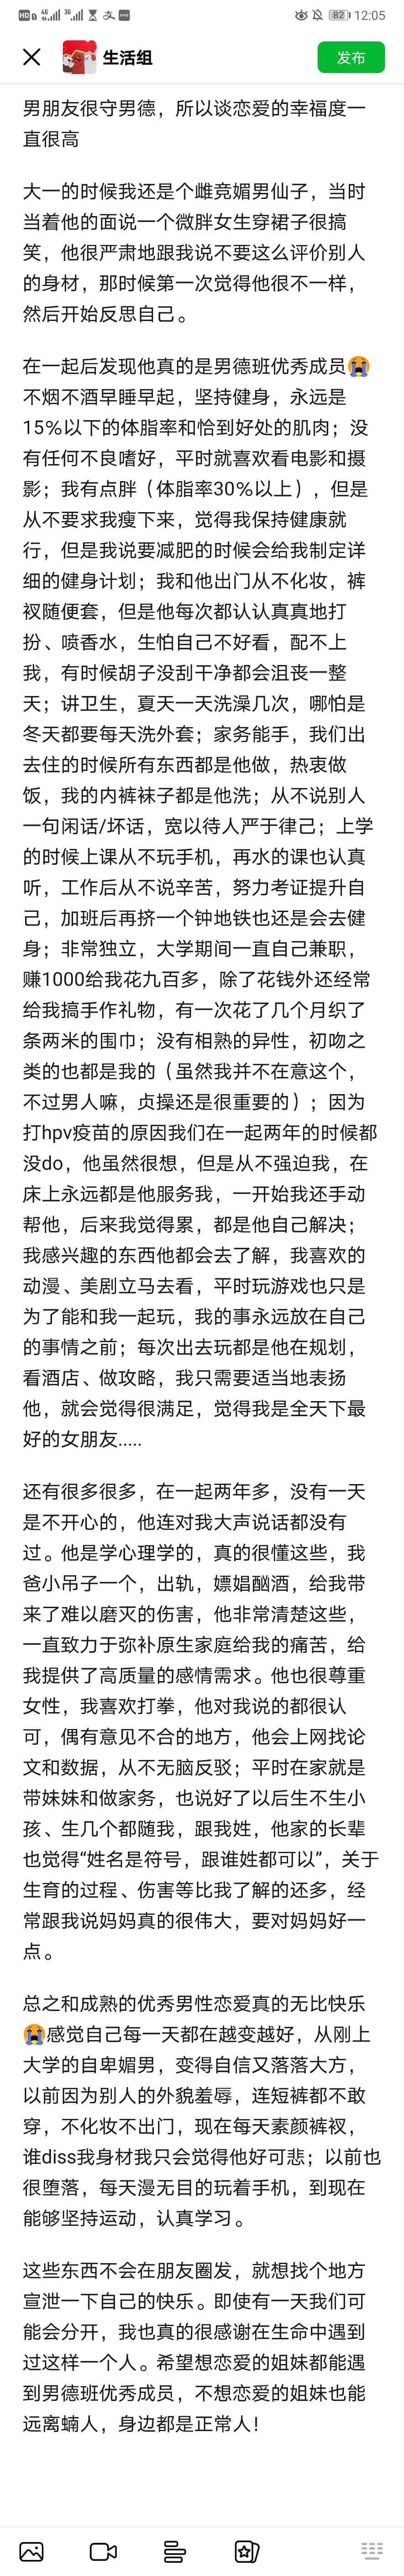 HD 4G 3G 82 12:05
生活组 发布
男朋友很守男德，所以谈恋爱的幸福度一
直很高
大一的时候我还是个雌竞媚男仙子，当时
当着他的面说一个微胖女生穿裙子很搞
笑，他很严肃地跟我说不要这么评价别人
的身材，那时候第一次觉得他很不一样，
然后开始反思自己。
在一起后发现他真的是男德班优秀成员😭
不烟不酒早睡早起，坚持健身，永远是
15%以下的体脂率和恰到好处的肌肉；没
有任何不良嗜好，平时就喜欢看电影和摄
影；我有点胖（体脂率30%以上），但是
从不要求我瘦下来，觉得我保持健康就
行，但是我说要减肥的时候会给我制定详
细的健身计划；我和他出门从不化妆，裤
衩随便套，但是他每次都认认真真地打
扮、喷香水，生怕自己不好看，配不上
我，有时候胡子没刮干净都会沮丧一整
天；讲卫生，夏天一天洗澡几次，哪怕是
冬天都要每天洗外套；家务能手，我们出
去住的时候所有东西都是他做，热衷做
饭，我的内裤袜子都是他洗；从不说别人
一句闲话/坏话，宽以待人严于律己；上学
的时候上课从不玩手机，再水的课也认真
听，工作后从不说辛苦，努力考证提升自
己，加班后再挤一个钟地铁也还是会去健
身；非常独立，大学期间一直自己兼职，
赚1000给我花九百多，除了花钱外还经常
给我搞手作礼物，有一次花了几个月织了
条两米的围巾；没有相熟的异性，初吻之
类的也都是我的（虽然我并不在意这个，
不过男人嘛，贞操还是很重要的）；因为
打hpv疫苗的原因我们在一起两年的时候都
没do，他虽然很想，但是从不强迫我，在
床上永远都是他服务我，一开始我还手动
帮他，后来我觉得累，都是他自己解决；
我感兴趣的东西他都会去了解，我喜欢的
动漫、美剧立马去看，平时玩游戏也只是
为了能和我一起玩，我的事永远放在自己
的事情之前；每次出去玩都是他在规划，
看酒店、做攻略，我只需要适当地表扬
他，就会觉得很满足，觉得我是全天下最
好的女朋友.....
还有很多很多，在一起两年多，没有一天
是不开心的，他连对我大声说话都没有
过。他是学心理学的，真的很懂这些，我
爸小吊子一个，出轨，嫖娼酗酒，给我带
来了难以磨灭的伤害，他非常清楚这些，
一直致力于弥补原生家庭给我的痛苦，给
我提供了高质量的感情需求。他也很尊重
女性，我喜欢打拳，他对我说的都很认
可，偶有意见不合的地方，他会上网找论
文和数据，从不无脑反驳；平时在家就是
带妹妹和做家务，也说好了以后生不生小
孩、生几个都随我，跟我姓，他家的长辈
也觉得“姓名是符号，跟谁姓都可以”，关于
生育的过程、伤害等比我了解的还多，经
常跟我说妈妈真的很伟大，要对妈妈好一
点。
总之和成熟的优秀男性恋爱真的无比快乐
😭感觉自己每一天都在越变越好，从刚上
大学的自卑媚男，变得自信又落落大方，
以前因为别人的外貌羞辱，连短裤都不敢
穿，不化妆不出门，现在每天素颜裤衩，
谁diss我身材我只会觉得他好可悲；以前也
很堕落，每天漫无目的玩着手机，到现在
能够坚持运动，认真学习。
这些东西不会在朋友圈发，就想找个地方
宣泄一下自己的快乐。即使有一天我们可
能会分开，我也真的很感谢在生命中遇到
过这样一个人。希望想恋爱的姐妹都能遇
到男德班优秀成员，不想恋爱的姐妹也能
远离蝻人，身边都是正常人！